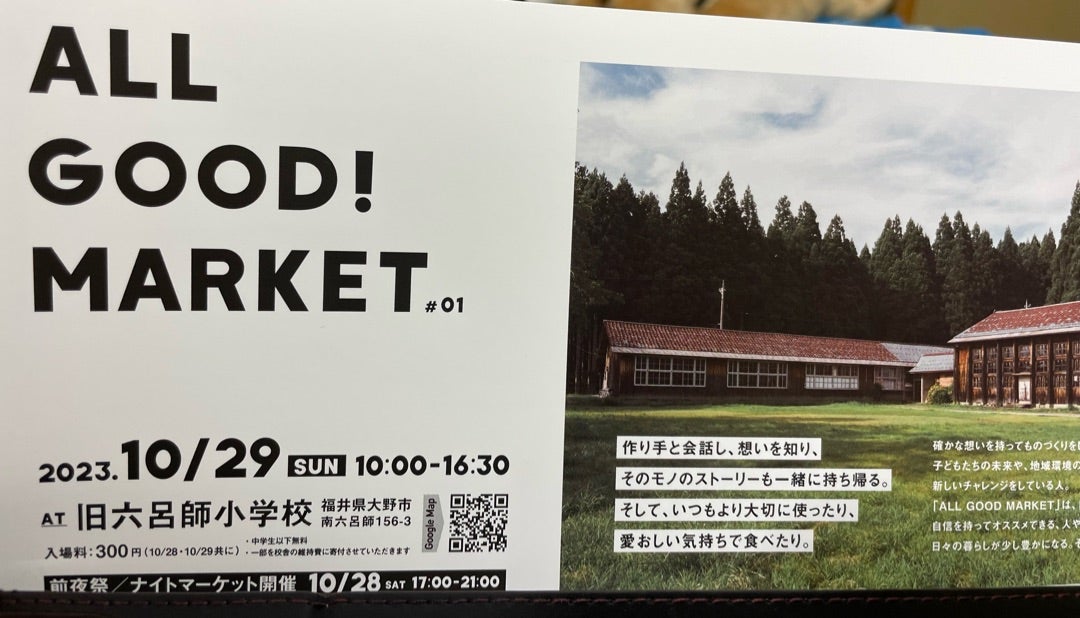 ALL
GOOD!
MARKET #01
2023.10/29 SUN 10:00-16:30
AT 旧六呂師小学校 福井県大野市
南六呂師156-3
Google Map
入場料:300円(10/28・10/29共に)
・中学生以下無料
・一部を校舎の維持費に寄付させていただきます
前夜祭/ナイトマーケット開催 10/28 SAT 17:00-21:00
作り手と会話し、想いを知り、
そのモノのストーリーも一緒に持ち帰る。
そして、いつもより大切に使ったり、
愛おしい気持ちで食べたり。
確かな想いを持ってものづくりを
子どもたちの未来や、地域環境の
新しいチャレンジをしている人。
「ALL GOOD MARKET」は、
自信を持ってオススメできる、人や
日々の暮らしが少し豊かになる。そ